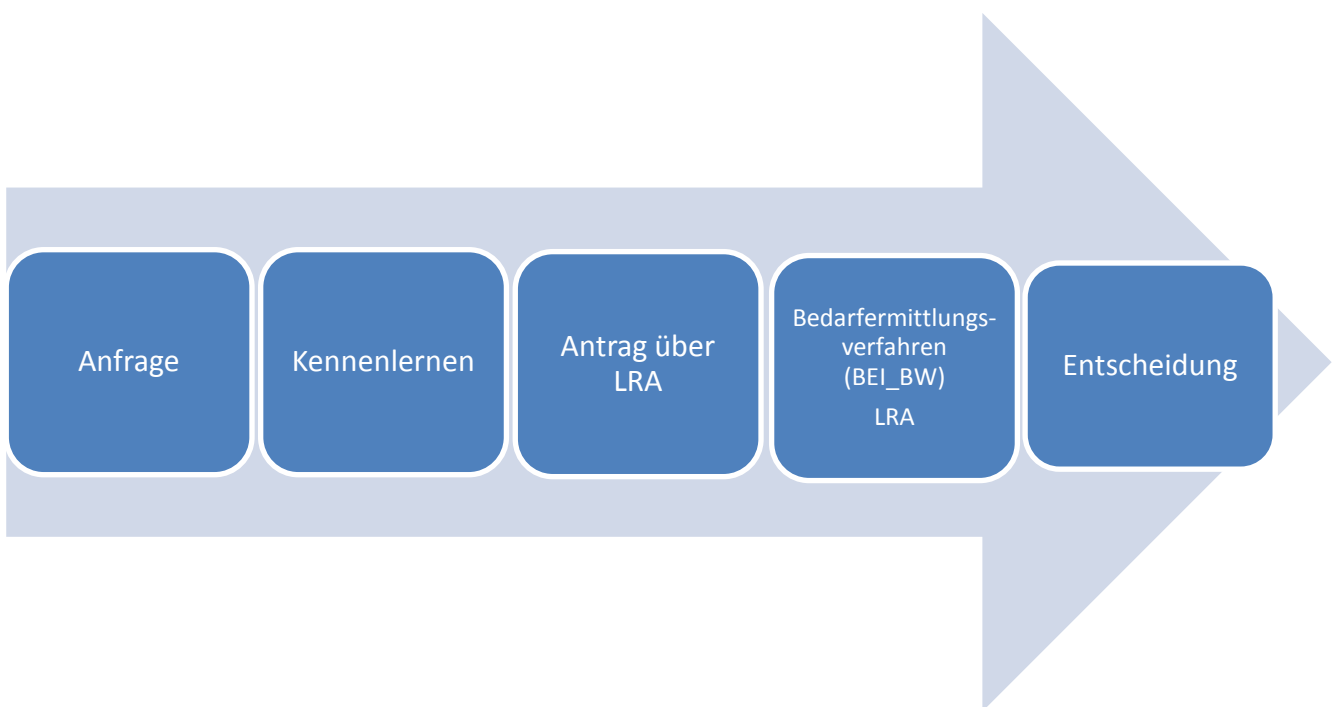 Anfrage
Kennenlernen
Antrag über
LRA
Bedarfermittlungs-
verfahren
(BEI_BW)
LRA
Entscheidung